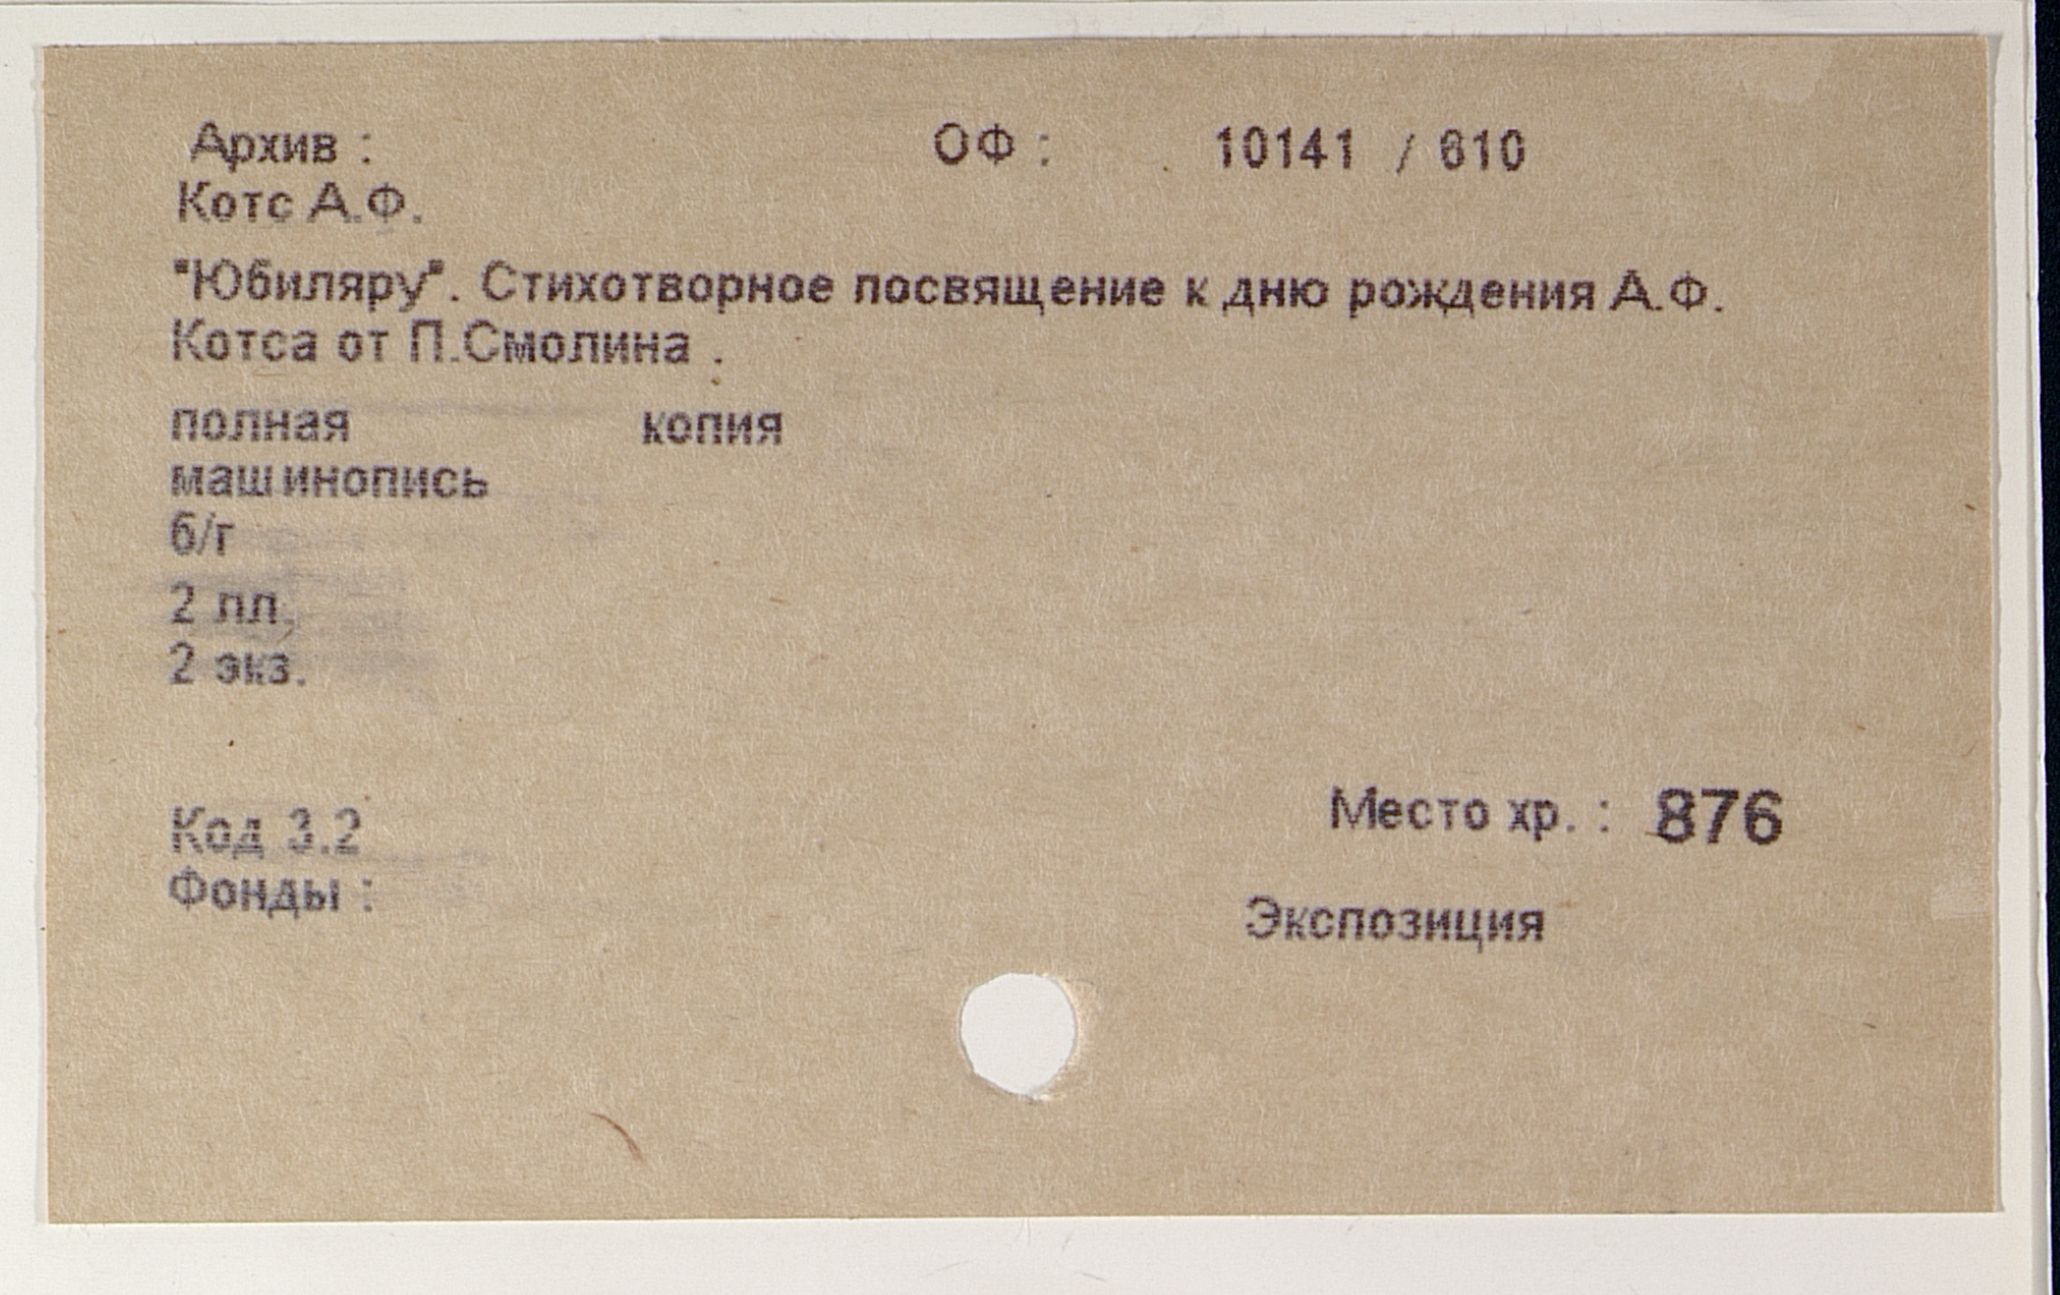 Архив : ОФ : 10141 / 610
Котс А.Ф.
"Юбиляру". Стихотворное посвящение к дню рождения А.Ф.
Котса от П.Смолина .
полная копия
машинопись
б/г
2 лл.
2 экз.
Код 3.2 Место хр. : 876
Фонды : Экспозиция